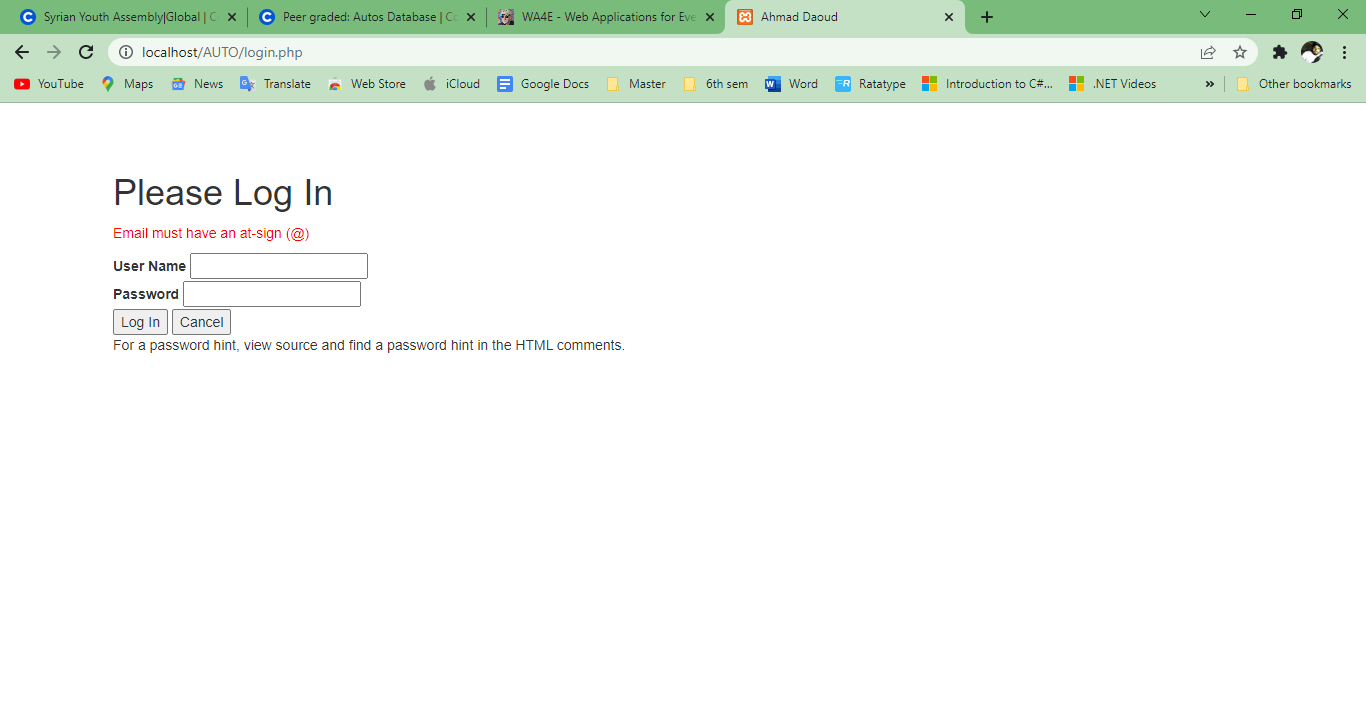 Syrian Youth Assembly|Global | C
Peer graded: Autos Database | Co
WA4E - Web Applications for Eve
Ahmad Daoud
localhost/AUTO/login.php
YouTube Maps News Translate Web Store iCloud Google Docs Master 6th sem Word Ratatype Introduction to C#... .NET Videos » Other bookmarks
Please Log In
Email must have an at-sign (@)
User Name
Password
Log In Cancel
For a password hint, view source and find a password hint in the HTML comments.